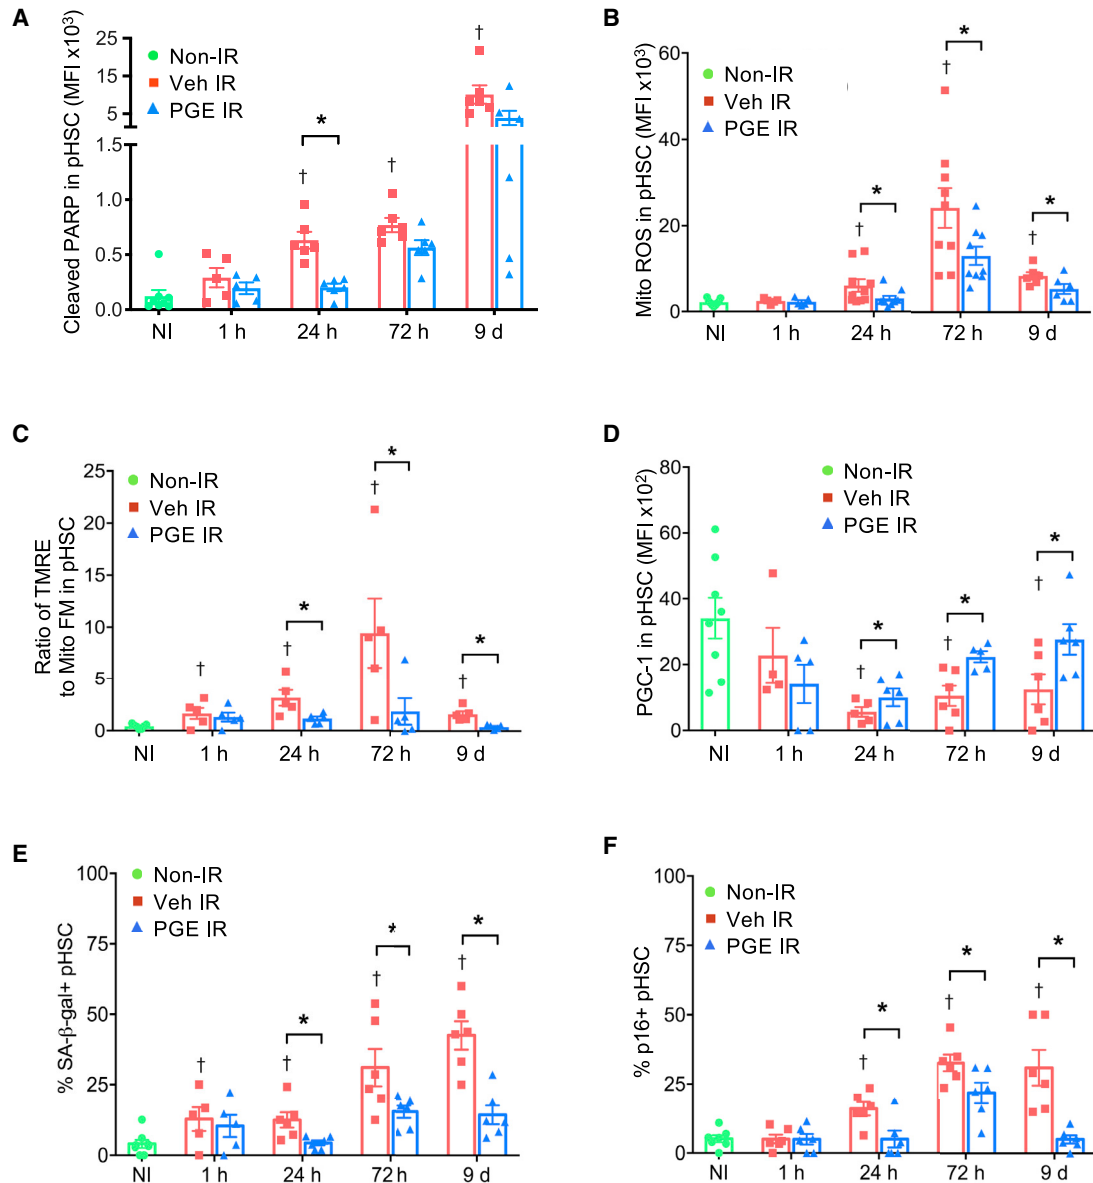 A
Cleaved PARP in pHSC (MFI x10³)
25
15
5
1.5
1.0
0.5
0.0
Non-IR
Veh IR
PGE IR
†
*
†
†
NI
1 h
24 h
72 h
9 d
B
Mito ROS in pHSC (MFI x10³)
60
40
20
0
Non-IR
Veh IR
PGE IR
†
*
†
*
†
*
NI
1 h
24 h
72 h
9 d
C
Ratio of TMRE
to Mito FM in pHSC
25
20
15
10
5
0
Non-IR
Veh IR
PGE IR
†
†
*
†
*
†
*
NI
1 h
24 h
72 h
9 d
D
PGC-1 in pHSC (MFI x10²)
80
60
40
20
0
Non-IR
Veh IR
PGE IR
†
*
†
*
†
*
NI
1 h
24 h
72 h
9 d
E
% SA-β-gal+ pHSC
100
75
50
25
0
Non-IR
Veh IR
PGE IR
†
†
*
†
*
†
*
NI
1 h
24 h
72 h
9 d
F
% p16+ pHSC
100
75
50
25
0
Non-IR
Veh IR
PGE IR
†
*
†
*
†
*
NI
1 h
24 h
72 h
9 d